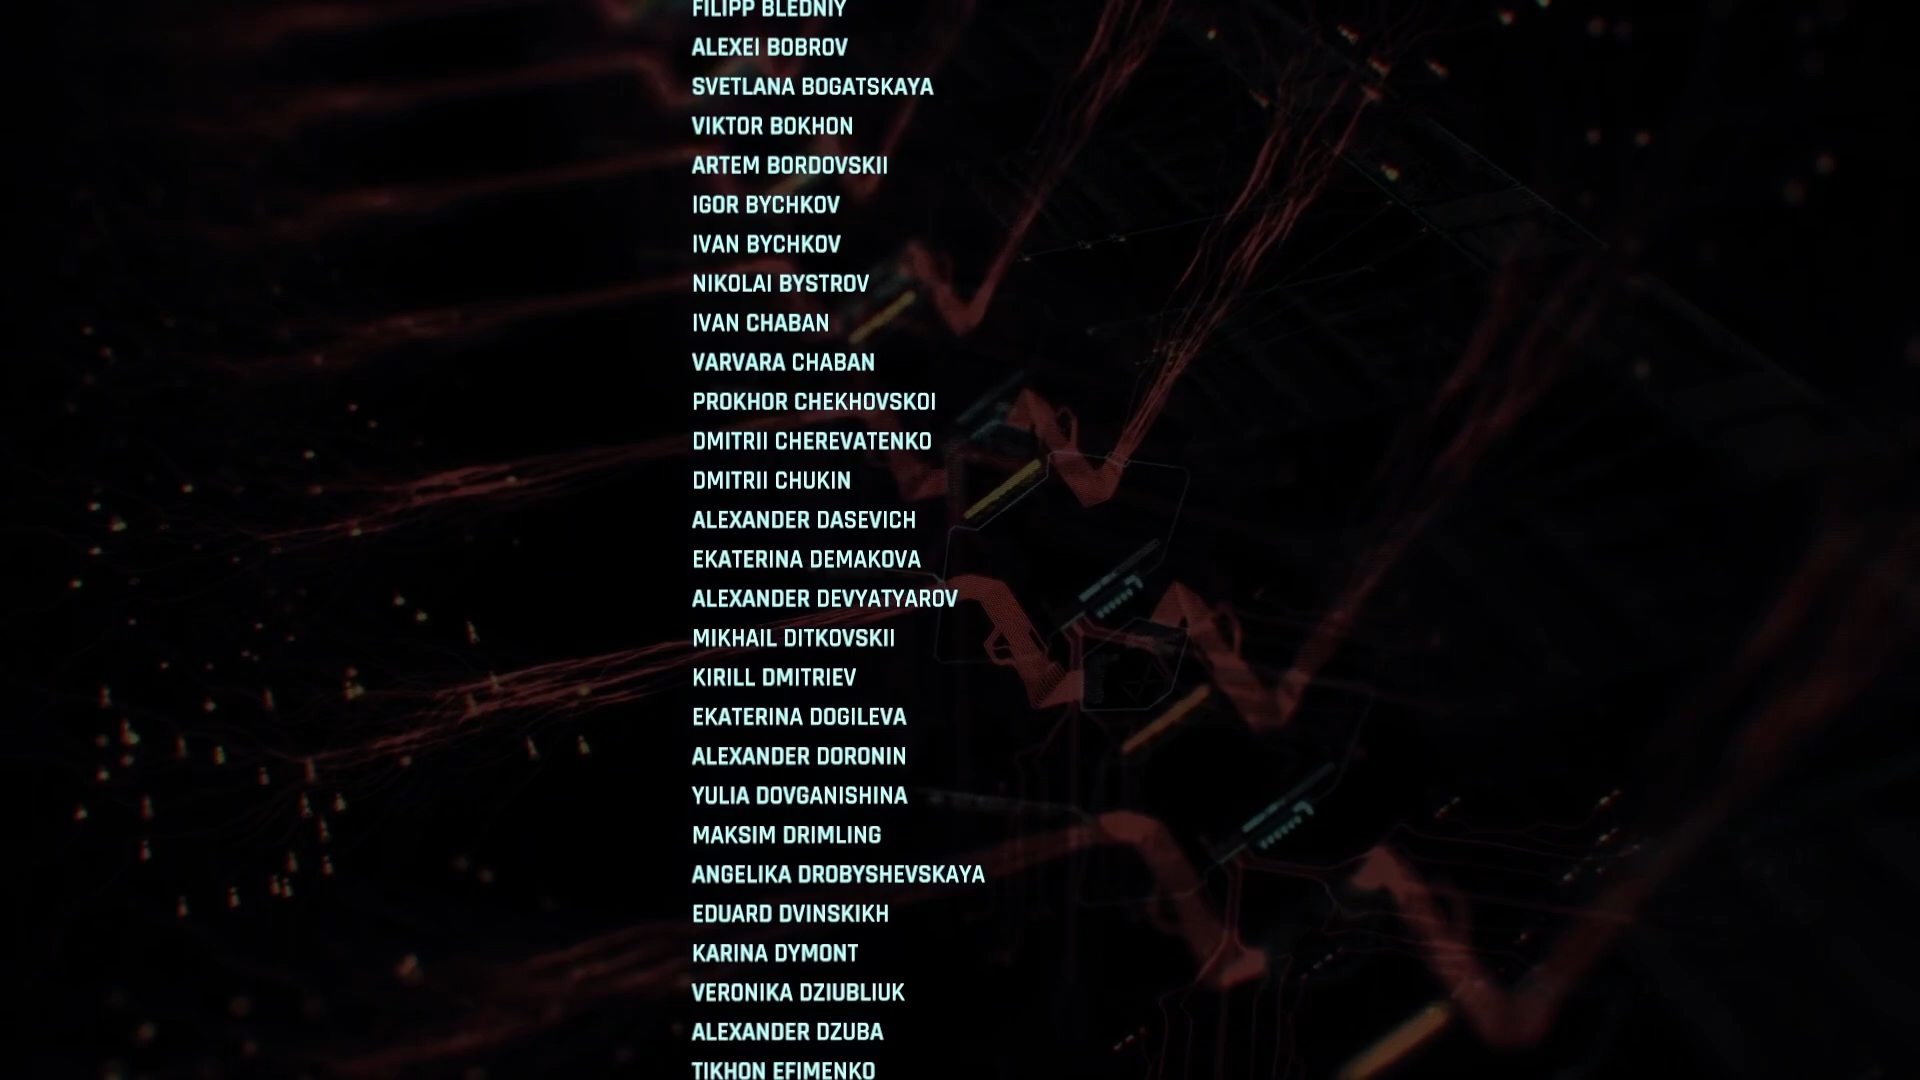 FILIPP BLEDNIY
ALEXEI BOBROV
SVETLANA BOGATSKAYA
VIKTOR BOKHON
ARTEM BORDOVSKII
IGOR BYCHKOV
IVAN BYCHKOV
NIKOLAI BYSTROV
IVAN CHABAN
VARVARA CHABAN
PROKHOR CHEKHOVSKOI
DMITRII CHEREVATENKO
DMITRII CHUKIN
ALEXANDER DASEVICH
EKATERINA DEMAKOVA
ALEXANDER DEVYATYAROV
MIKHAIL DITKOVSKII
KIRILL DMITRIEV
EKATERINA DOGILEVA
ALEXANDER DORONIN
YULIA DOVGANISHINA
MAKSIM DRIMLING
ANGELIKA DROBYSHEVSKAYA
EDUARD DVINSKIKH
KARINA DYMONT
VERONIKA DZIUBLIUK
ALEXANDER DZUBA
TIKHON EFIMENKO